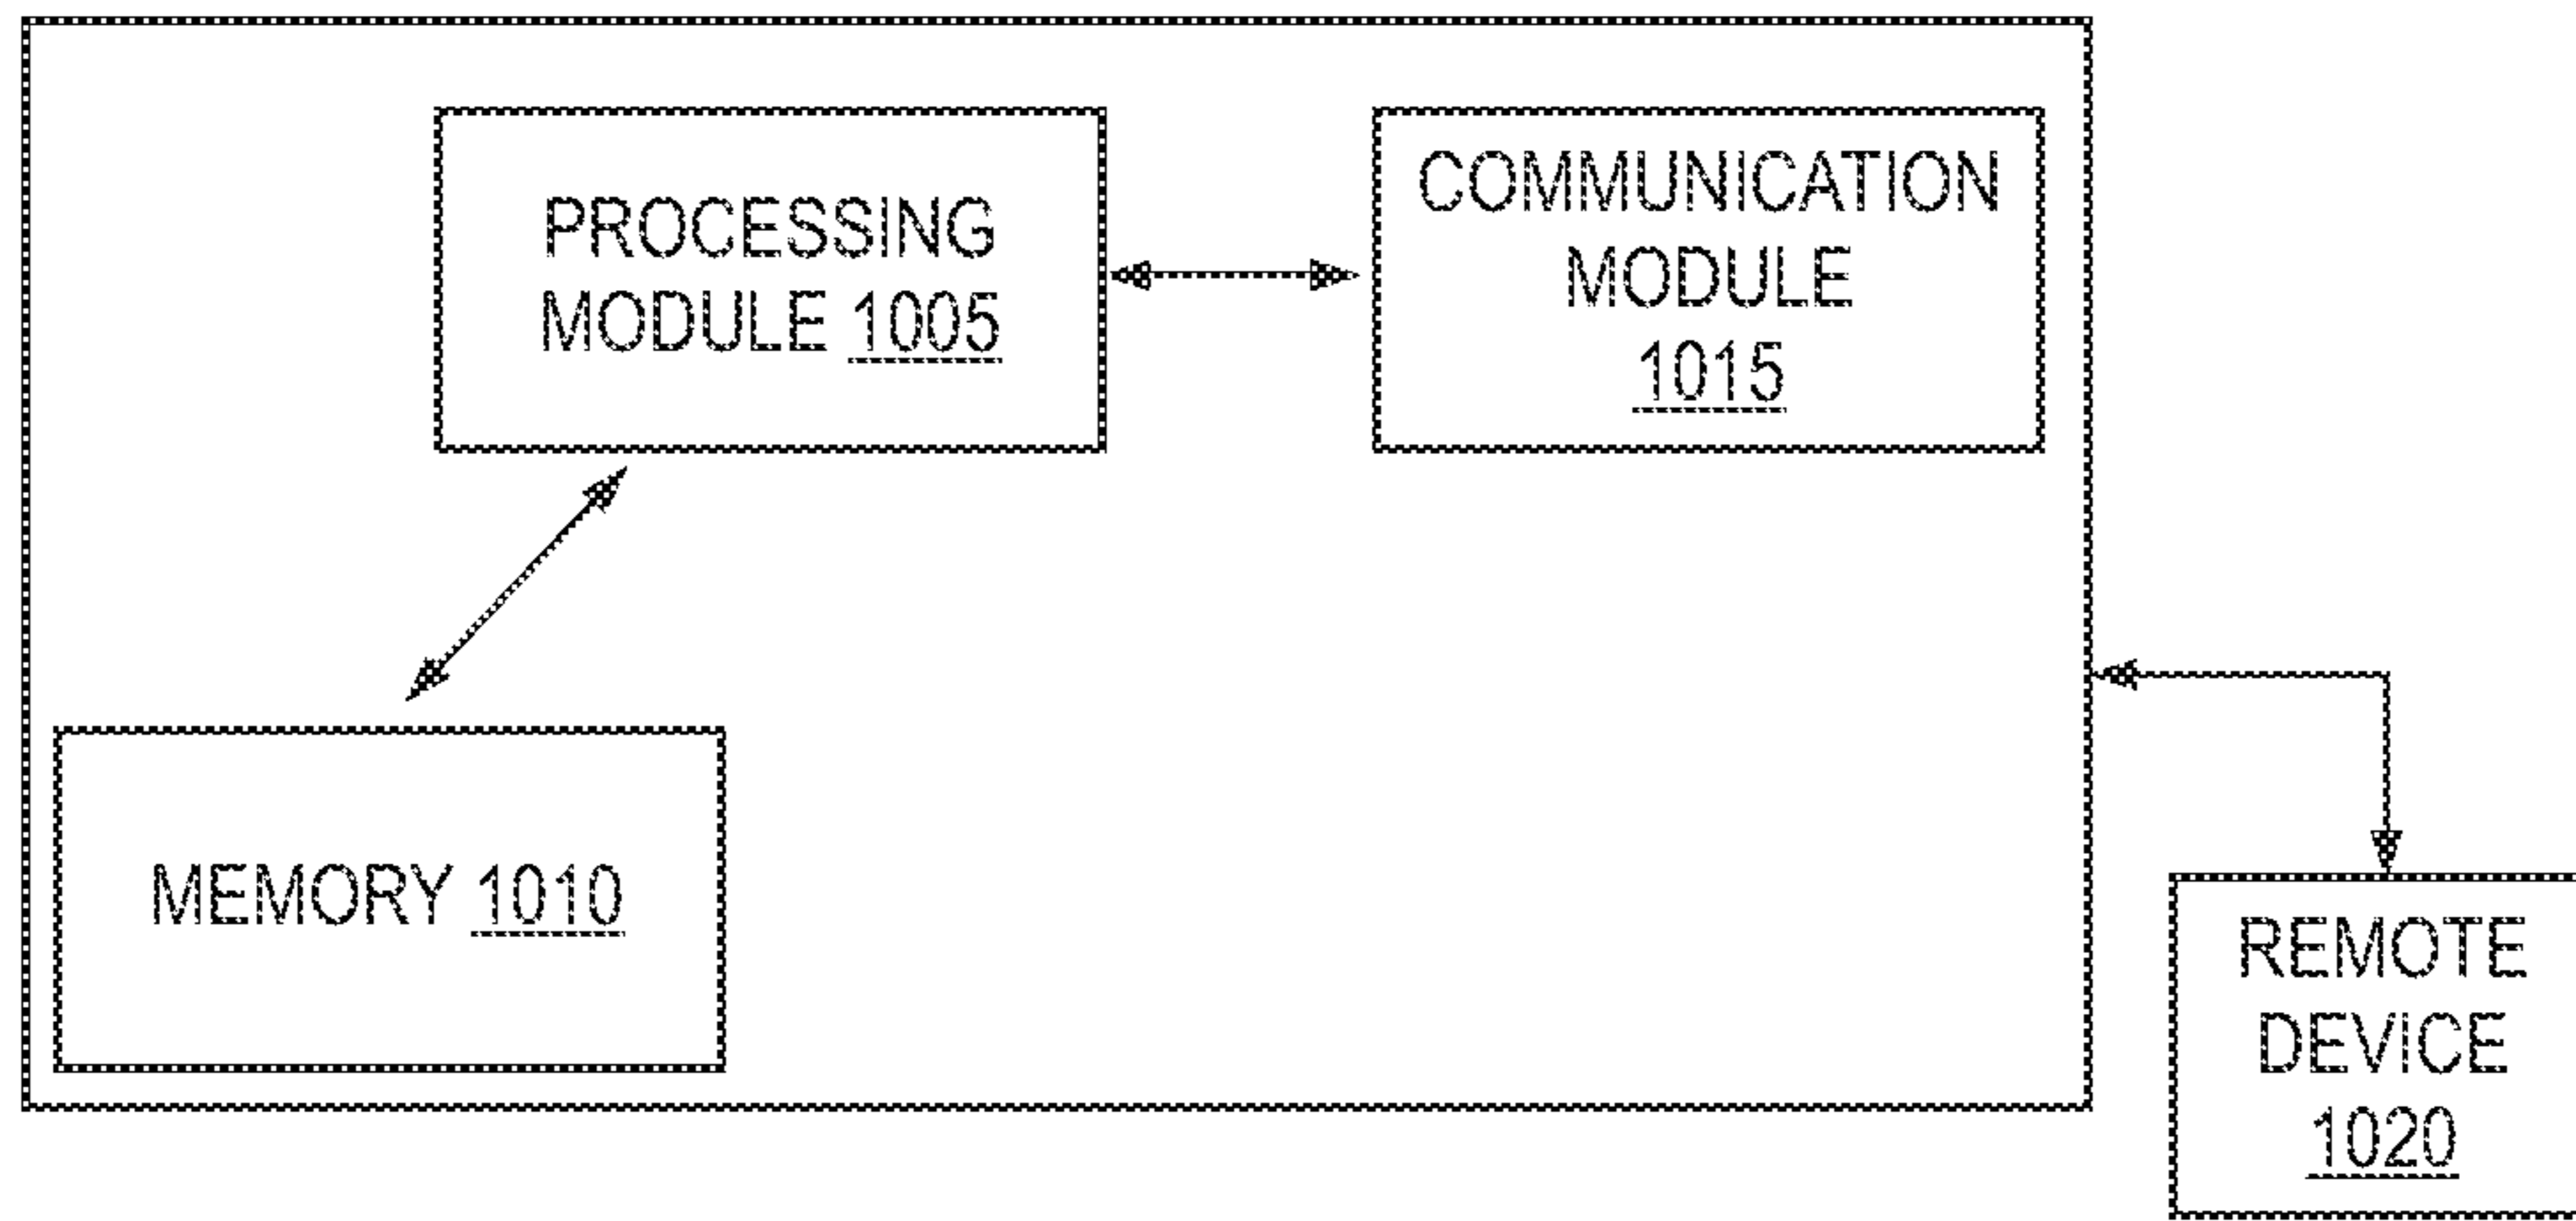 PROCESSING
MODULE 1005
COMMUNICATION
MODULE
1015
MEMORY 1010
REMOTE
DEVICE
1020